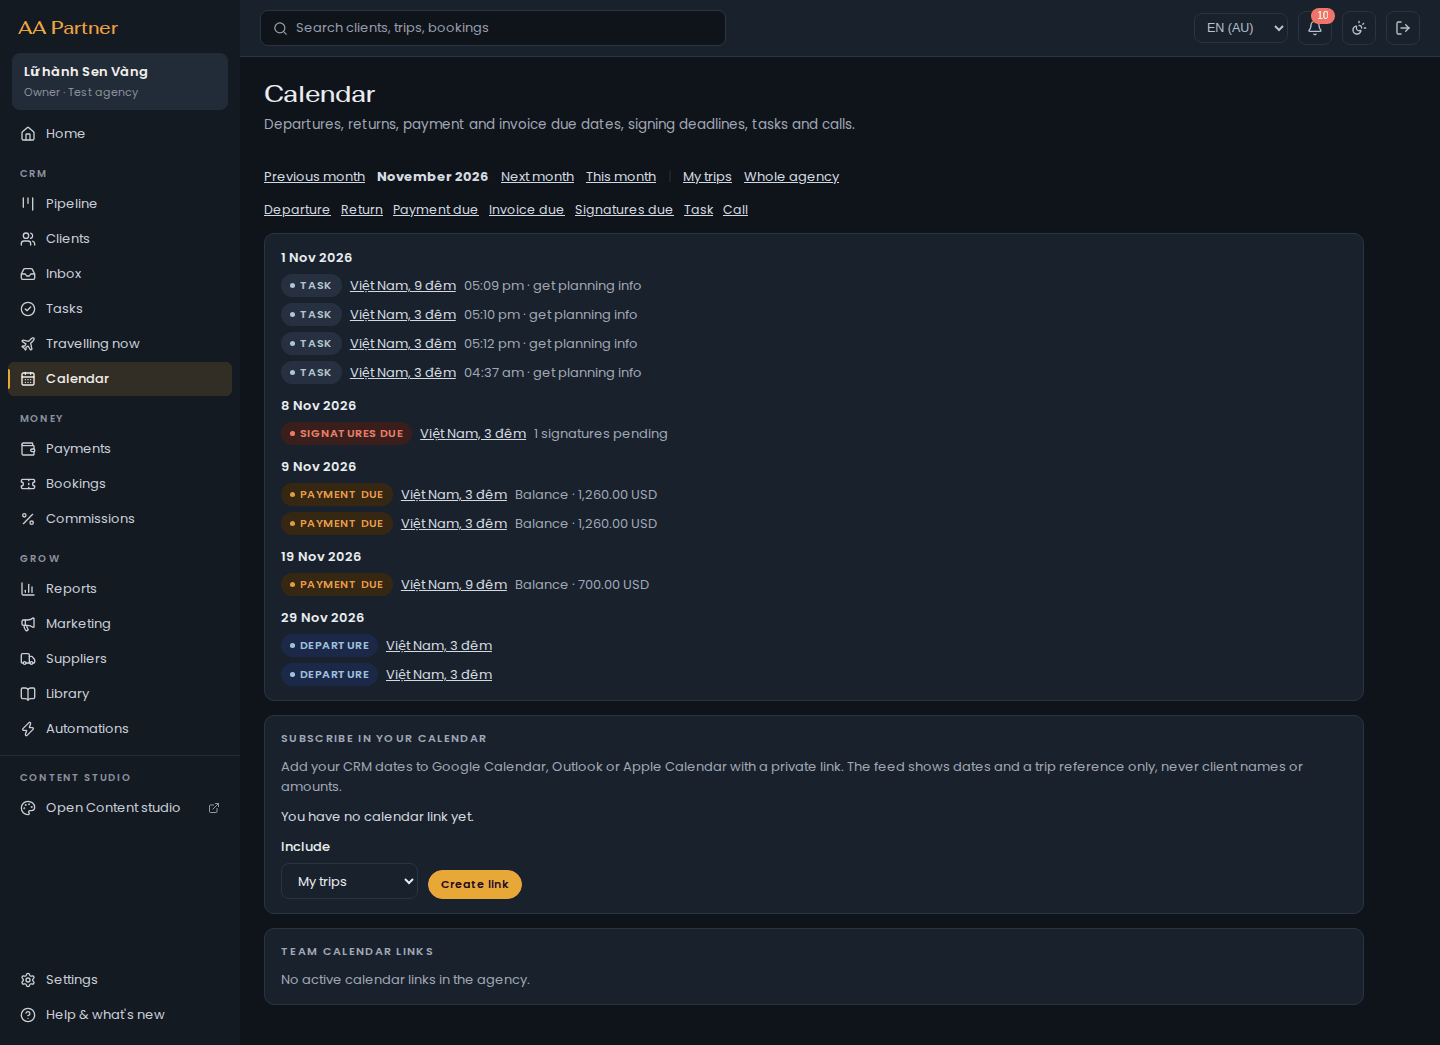 AA Partner
Lữ hành Sen Vàng
Owner · Test agency
Home
CRM
Pipeline
Clients
Inbox
Tasks
Travelling now
Calendar
MONEY
Payments
Bookings
Commissions
GROW
Reports
Marketing
Suppliers
Library
Automations
CONTENT STUDIO
Open Content studio
Settings
Help & what's new
Search clients, trips, bookings
EN (AU)
10
Calendar
Departures, returns, payment and invoice due dates, signing deadlines, tasks and calls.
Previous month November 2026 Next month This month | My trips Whole agency
Departure Return Payment due Invoice due Signatures due Task Call
1 Nov 2026
TASK Việt Nam, 9 đêm 05:09 pm · get planning info
TASK Việt Nam, 3 đêm 05:10 pm · get planning info
TASK Việt Nam, 3 đêm 05:12 pm · get planning info
TASK Việt Nam, 3 đêm 04:37 am · get planning info
8 Nov 2026
SIGNATURES DUE Việt Nam, 3 đêm 1 signatures pending
9 Nov 2026
PAYMENT DUE Việt Nam, 3 đêm Balance · 1,260.00 USD
PAYMENT DUE Việt Nam, 3 đêm Balance · 1,260.00 USD
19 Nov 2026
PAYMENT DUE Việt Nam, 9 đêm Balance · 700.00 USD
29 Nov 2026
DEPARTURE Việt Nam, 3 đêm
DEPARTURE Việt Nam, 3 đêm
SUBSCRIBE IN YOUR CALENDAR
Add your CRM dates to Google Calendar, Outlook or Apple Calendar with a private link. The feed shows dates and a trip reference only, never client names or
amounts.
You have no calendar link yet.
Include
My trips
Create link
TEAM CALENDAR LINKS
No active calendar links in the agency.